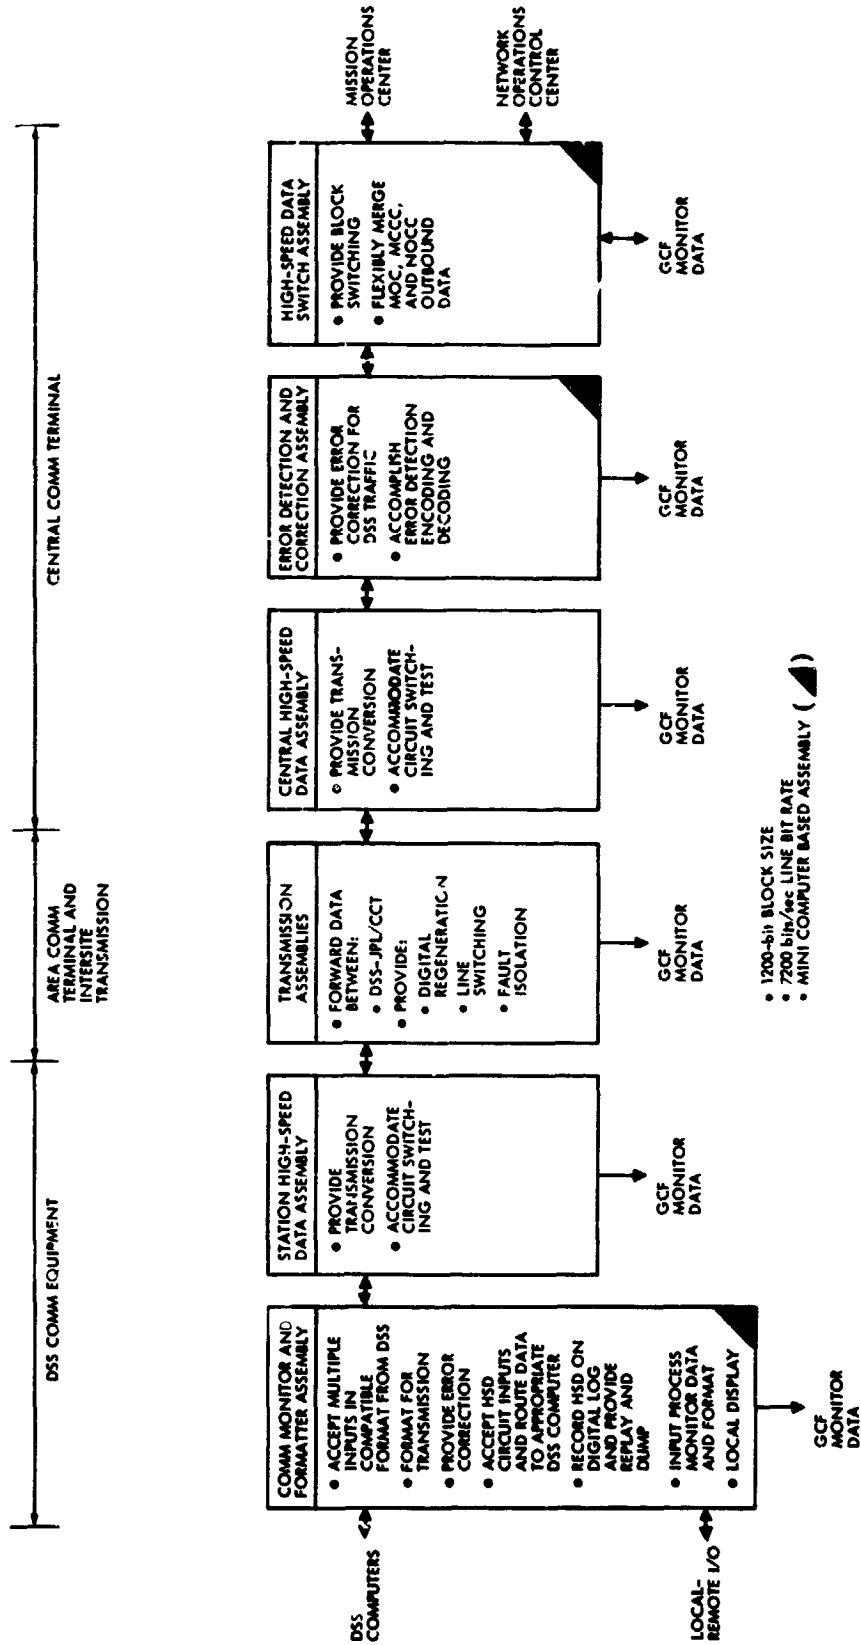 DSS COMM EQUIPMENT
AREA COMM
TERMINAL AND
INTERSITE
TRANSMISSION
CENTRAL COMM TERMINAL
DSS
COMPUTERS
LOCAL-
REMOTE I/O
COMM MONITOR AND
FORMATTER ASSEMBLY
• ACCEPT MULTIPLE
INPUTS IN
COMPATIBLE
FORMAT FROM DSS
• FORMAT FOR
TRANSMISSION
• PROVIDE ERROR
CORRECTION
• ACCEPT HSD
CIRCUIT INPUTS
AND ROUTE DATA
TO APPROPRIATE
DSS COMPUTER
• RECORD HSD ON
DIGITAL LOG
AND PROVIDE
REPLAY AND
DUMP
• INPUT PROCESS
MONITOR DATA
AND FORMAT
• LOCAL DISPLAY
GCF
MONITOR
DATA
STATION HIGH-SPEED
DATA ASSEMBLY
• PROVIDE
TRANSMISSION
CONVERSION
• ACCOMMODATE
CIRCUIT SWITCH-
ING AND TEST
GCF
MONITOR
DATA
TRANSMISSION
ASSEMBLIES
• FORWARD DATA
BETWEEN:
• DSS-JPL/CCT
• PROVIDE:
• DIGITAL
REGENERATION
• LINE
SWITCHING
• FAULT
ISOLATION
GCF
MONITOR
DATA
CENTRAL HIGH-SPEED
DATA ASSEMBLY
• PROVIDE TRANS-
MISSION
CONVERSION
• ACCOMMODATE
CIRCUIT SWITCH-
ING AND TEST
GCF
MONITOR
DATA
ERROR DETECTION AND
CORRECTION ASSEMBLY
• PROVIDE ERROR
CORRECTION FOR
DSS TRAFFIC
• ACCOMPLISH
ERROR DETECTION
ENCODING AND
DECODING
GCF
MONITOR
DATA
HIGH-SPEED DATA
SWITCH ASSEMBLY
• PROVIDE BLOCK
SWITCHING
• FLEXIBLY MERGE
MOC, MCCC,
AND NOCC
OUTBOUND
DATA
GCF
MONITOR
DATA
MISSION
OPERATIONS
CENTER
NETWORK
OPERATIONS
CONTROL
CENTER
• 1200-bit BLOCK SIZE
• 7200 bits/sec LINE BIT RATE
• MINI COMPUTER BASED ASSEMBLY ( )